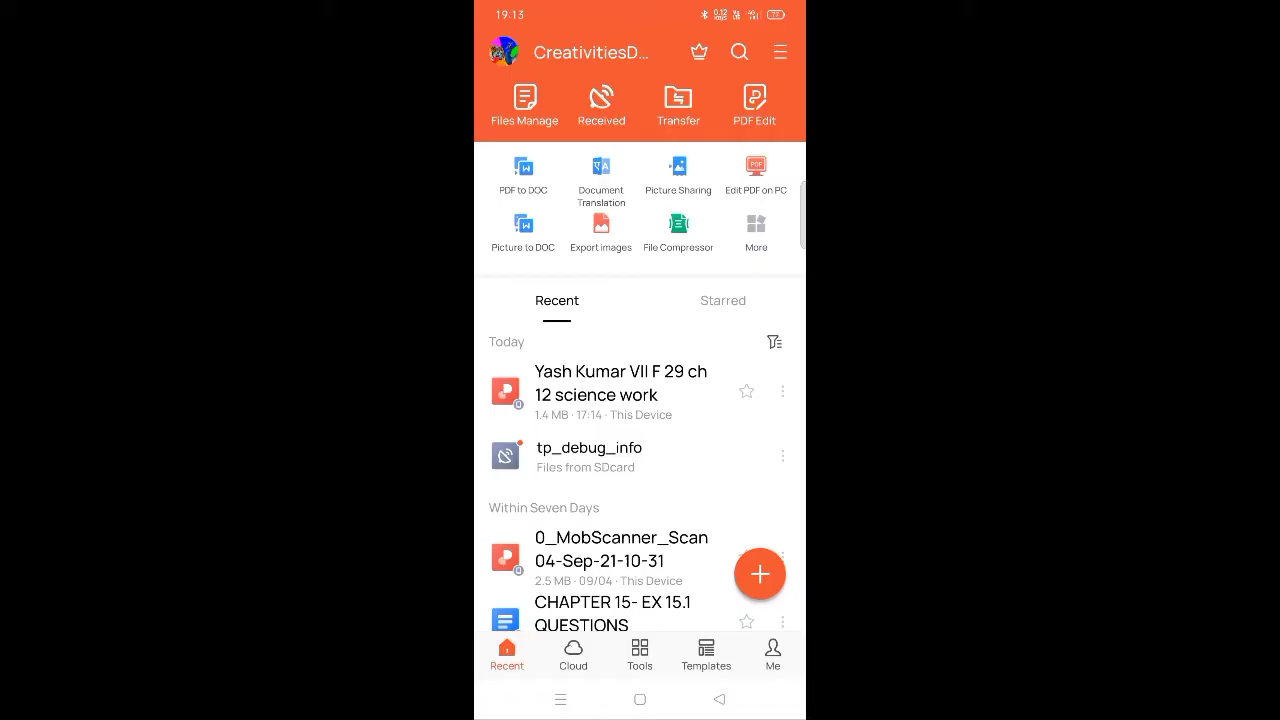 19:13
0.12
77
CreativitiesD...
Files Manage
Received
Transfer
PDF Edit
PDF to DOC
Document
Translation
Picture Sharing
Edit PDF on PC
Picture to DOC
Export images
File Compressor
More
Recent
Starred
Today
Yash Kumar VII F 29 ch
12 science work
1.4 MB · 17:14 · This Device
tp_debug_info
Files from SDcard
Within Seven Days
0_MobScanner_Scan
04-Sep-21-10-31
2.5 MB · 09/04 · This Device
CHAPTER 15- EX 15.1
QUESTIONS
Recent
Cloud
Tools
Templates
Me